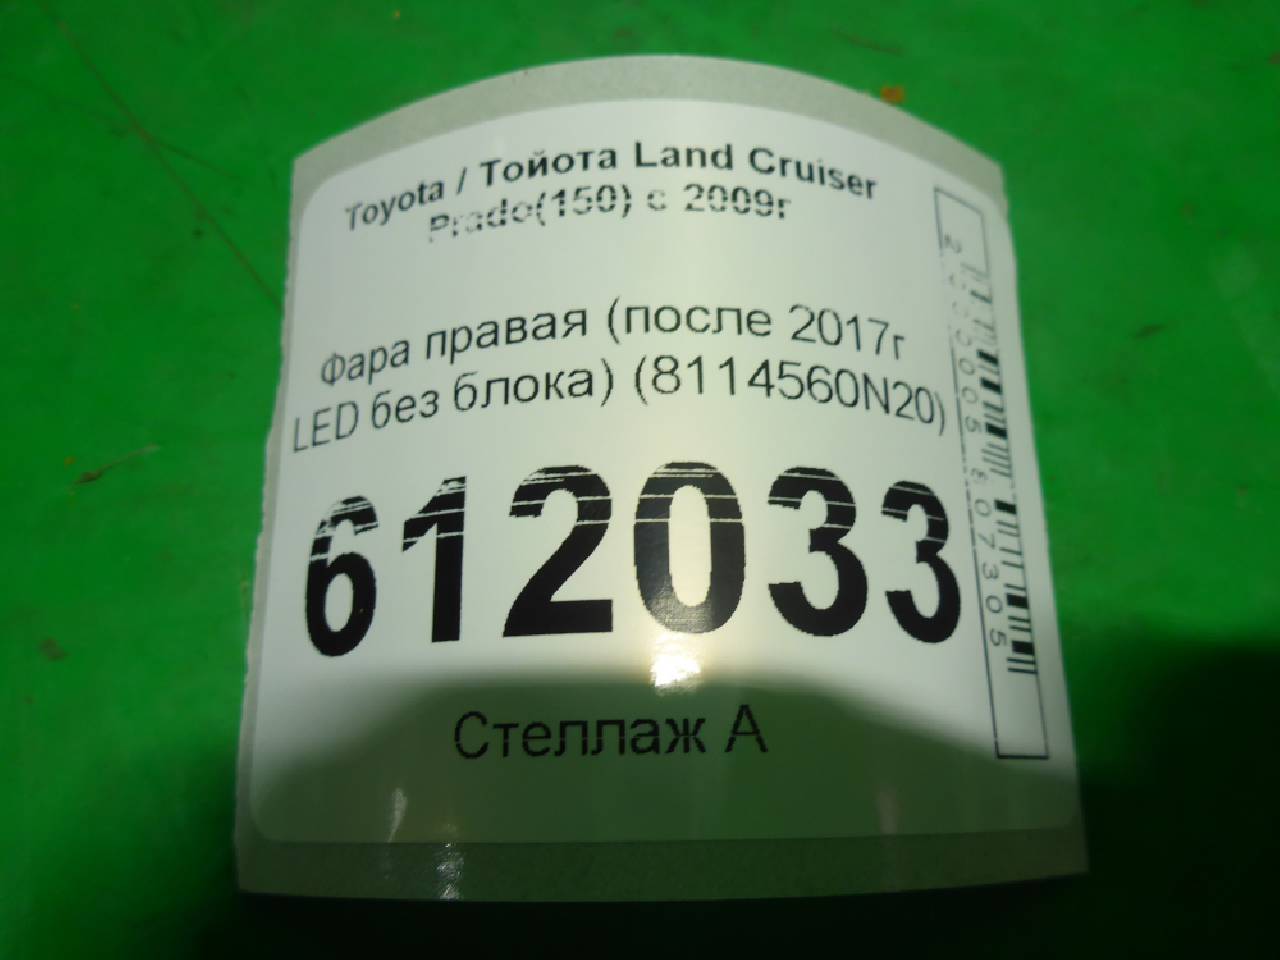 Toyota / Тойота Land Cruiser
Prado(150) с 2009г
Фара правая (после 2017г
LED без блока) (8114560N20)
612033
Стеллаж А